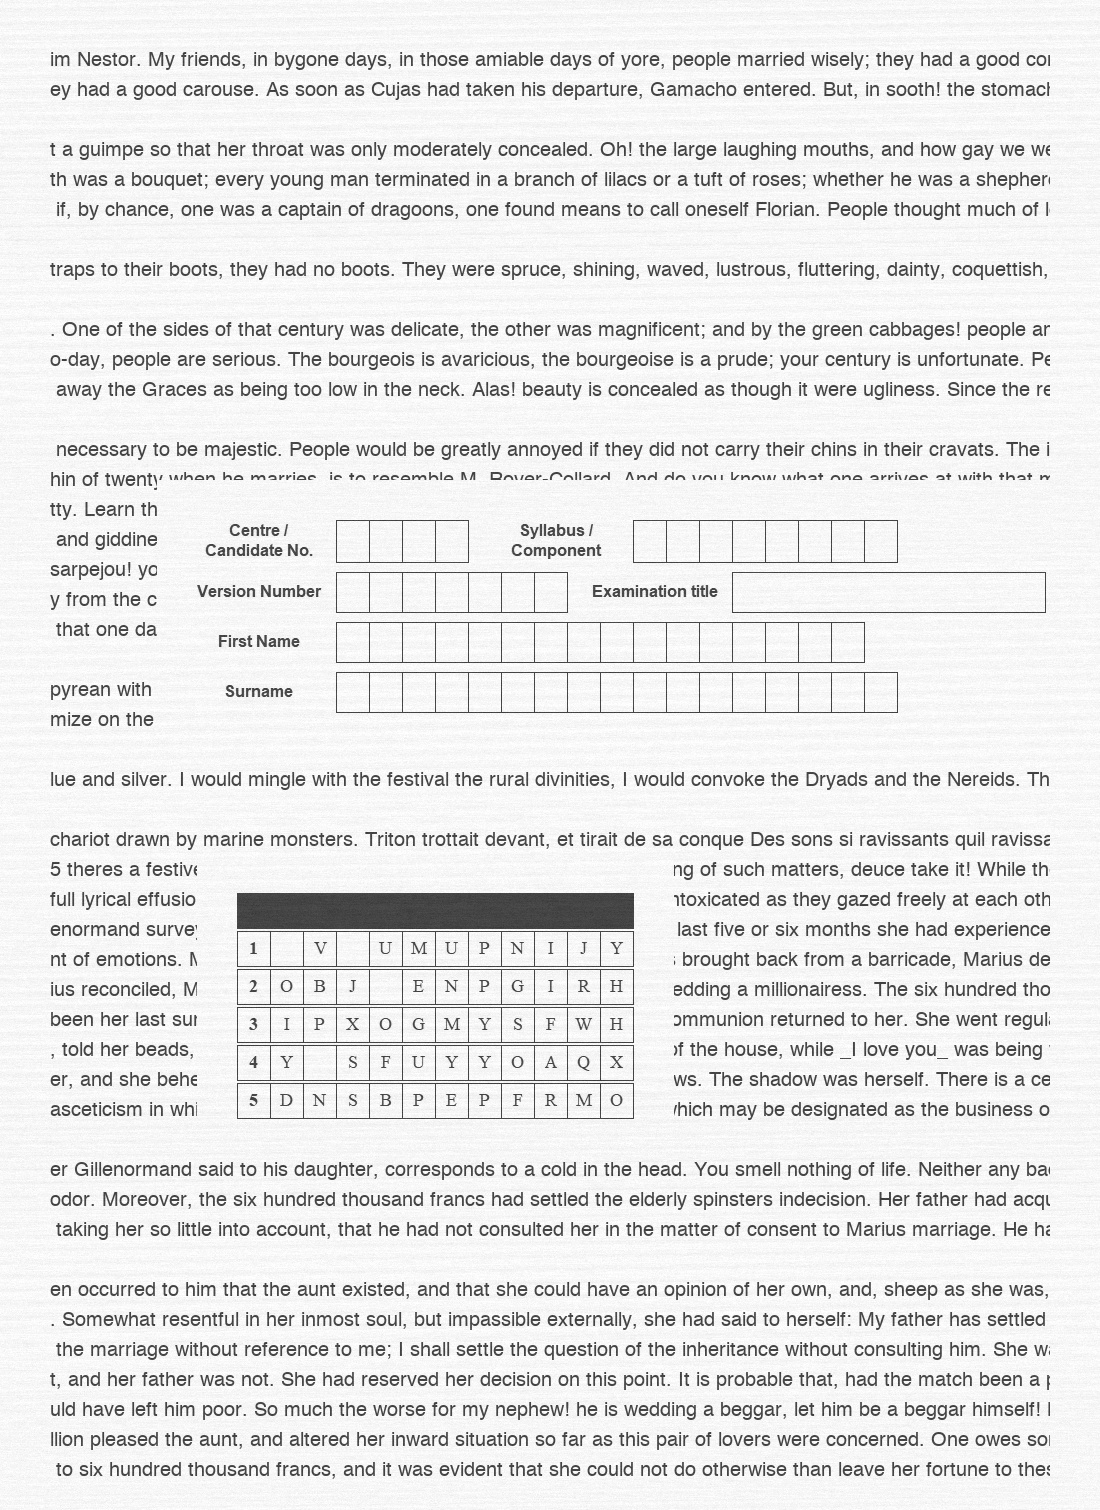 im Nestor. My friends, in bygone days, in those amiable days of yore, people married wisely; they had a good
ey had a good carouse. As soon as Cujas had taken his departure, Gamacho entered. But, in sooth! the stomach
t a guimpe so that her throat was only moderately concealed. Oh! the large laughing mouths, and how gay we
th was a bouquet; every young man terminated in a branch of lilacs or a tuft of roses; whether he was a
if, by chance, one was a captain of dragoons, one found means to call oneself Florian. People thought much of
traps to their boots, they had no boots. They were spruce, shining, waved, lustrous, fluttering, dainty, coquettish,
. One of the sides of that century was delicate, the other was magnificent; and by the green cabbages! people
o-day, people are serious. The bourgeois is avaricious, the bourgeoise is a prude; your century is unfortunate.
away the Graces as being too low in the neck. Alas! beauty is concealed as though it were ugliness. Since the
necessary to be majestic. People would be greatly annoyed if they did not carry their chins in their cravats. The
hin of twenty when he marries, is to resemble M. Royer-Collard. And do you know what one arrives at with that
tty. Learn th
and giddine
sarpejou! yo
y from the c
that one da
pyrean with
mize on the
Centre / Candidate No.
Syllabus / Component
Version Number
Examination title
First Name
Surname
lue and silver. I would mingle with the festival the rural divinities, I would convoke the Dryads and the Nereids. Th
chariot drawn by marine monsters. Triton trottait devant, et tirait de sa conque Des sons si ravissants quil ravissa
5 theres a festive ng of such matters, deuce take it! While the
full lyrical effusio ntoxicated as they gazed freely at each oth
enormand survey last five or six months she had experience
nt of emotions. M s brought back from a barricade, Marius de
ius reconciled, M edding a millionairess. The six hundred tho
been her last sur ommunion returned to her. She went regula
, told her beads, of the house, while _I love you_ was being
er, and she behe ws. The shadow was herself. There is a ce
asceticism in whi which may be designated as the business o
1 V U M U P N I J Y
2 O B J E N P G I R H
3 I P X O G M Y S F W H
4 Y S F U Y Y O A Q X
5 D N S B P E P F R M O
er Gillenormand said to his daughter, corresponds to a cold in the head. You smell nothing of life. Neither any
odor. Moreover, the six hundred thousand francs had settled the elderly spinsters indecision. Her father had acqu
taking her so little into account, that he had not consulted her in the matter of consent to Marius marriage. He
en occurred to him that the aunt existed, and that she could have an opinion of her own, and, sheep as she was,
. Somewhat resentful in her inmost soul, but impassible externally, she had said to herself: My father has settled
the marriage without reference to me; I shall settle the question of the inheritance without consulting him. She
t, and her father was not. She had reserved her decision on this point. It is probable that, had the match been a
uld have left him poor. So much the worse for my nephew! he is wedding a beggar, let him be a beggar himself!
llion pleased the aunt, and altered her inward situation so far as this pair of lovers were concerned. One owes
to six hundred thousand francs, and it was evident that she could not do otherwise than leave her fortune to